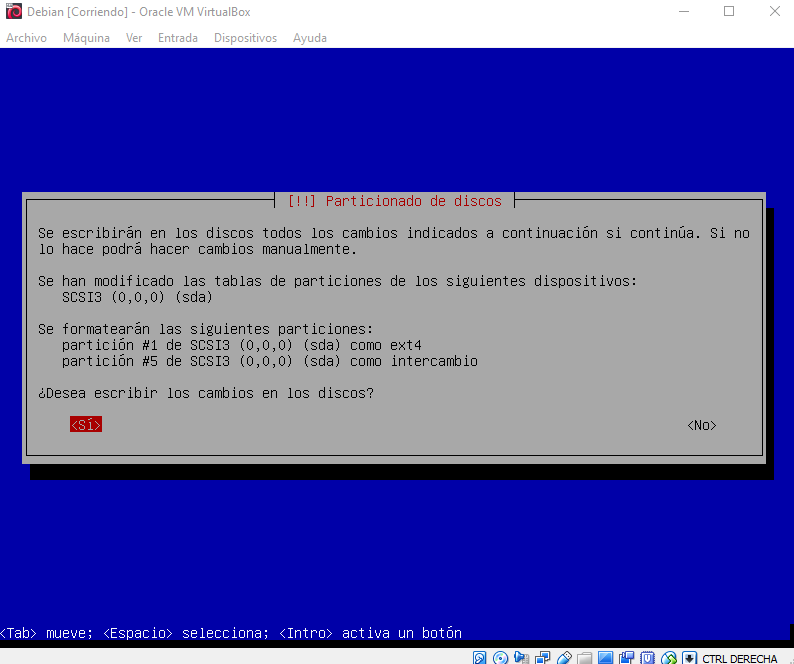 Debian [Corriendo] - Oracle VM VirtualBox
Archivo Máquina Ver Entrada Dispositivos Ayuda
[!!] Particionado de discos
Se escribirán en los discos todos los cambios indicados a continuación si continúa. Si no
lo hace podrá hacer cambios manualmente.
Se han modificado las tablas de particiones de los siguientes dispositivos:
SCSI3 (0,0,0) (sda)
Se formatearán las siguientes particiones:
partición #1 de SCSI3 (0,0,0) (sda) como ext4
partición #5 de SCSI3 (0,0,0) (sda) como intercambio
¿Desea escribir los cambios en los discos?
<Sí> <No>
<Tab> mueve; <Espacio> selecciona; <Intro> activa un botón
CTRL DERECHA